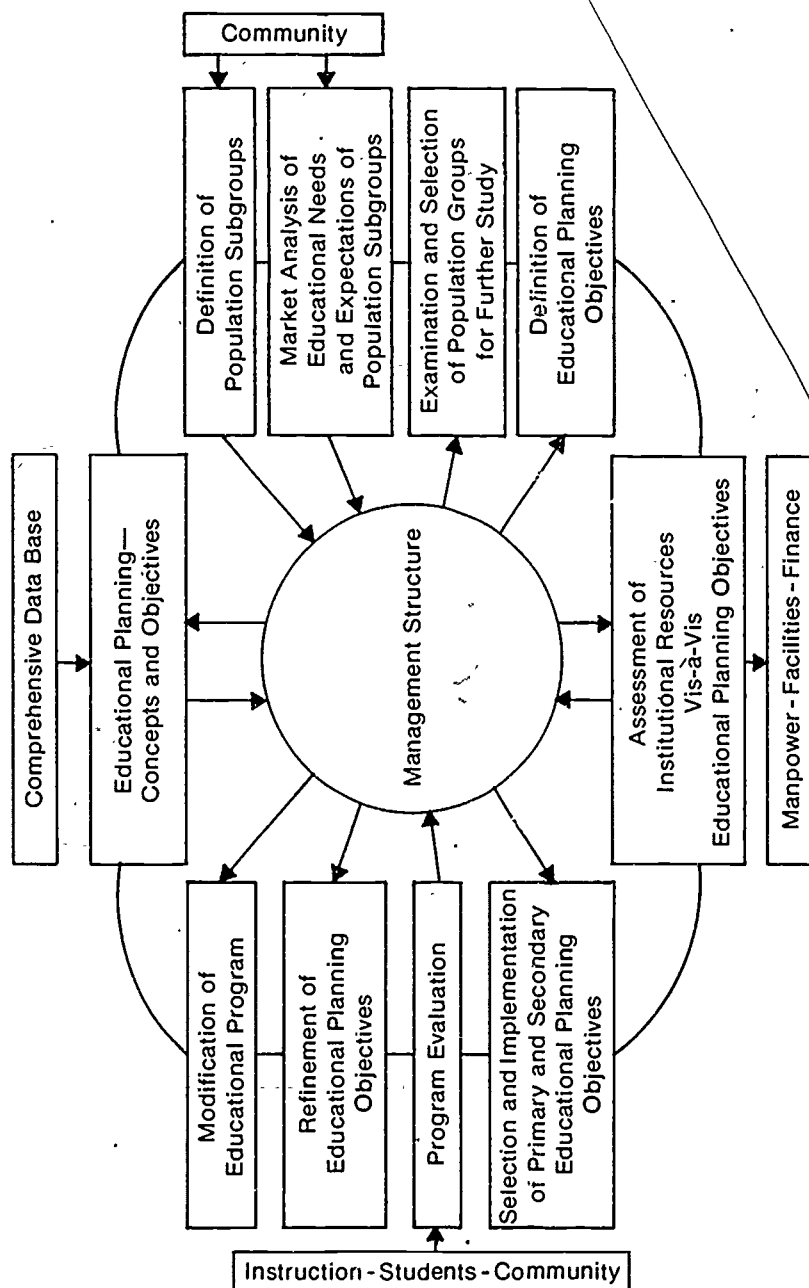 Comprehensive Data Base
Educational Planning—
Concepts and Objectives
Community
Definition of
Population Subgroups
Market Analysis of
Educational Needs
and Expectations of
Population Subgroups
Examination and Selection
of Population Groups
for Further Study
Definition of
Educational Planning
Objectives
Management Structure
Modification of
Educational Program
Refinement of
Educational Planning
Objectives
Program Evaluation
Selection and Implementation
of Primary and Secondary
Educational Planning
Objectives
Instruction - Students - Community
Assessment of
Institutional Resources
Vis-à-Vis
Educational Planning Objectives
Manpower - Facilities - Finance